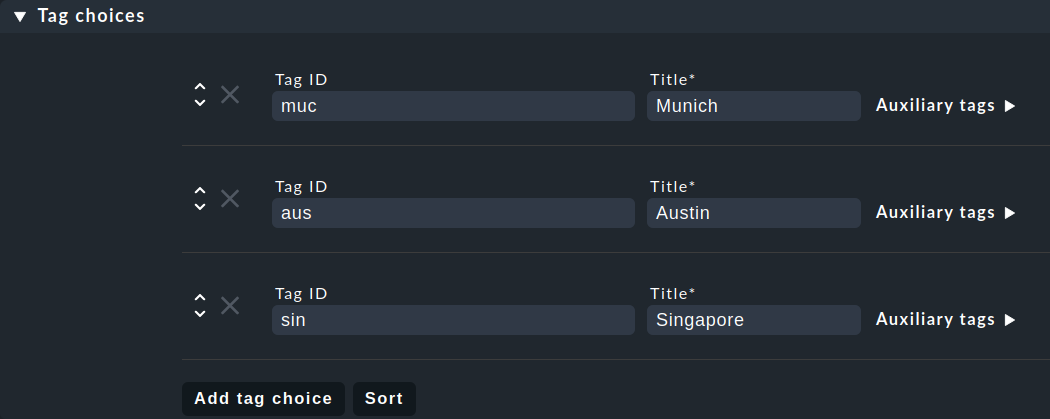 Tag choices
Tag ID Title*
muc Munich Auxiliary tags
Tag ID Title*
aus Austin Auxiliary tags
Tag ID Title*
sin Singapore Auxiliary tags
Add tag choice Sort